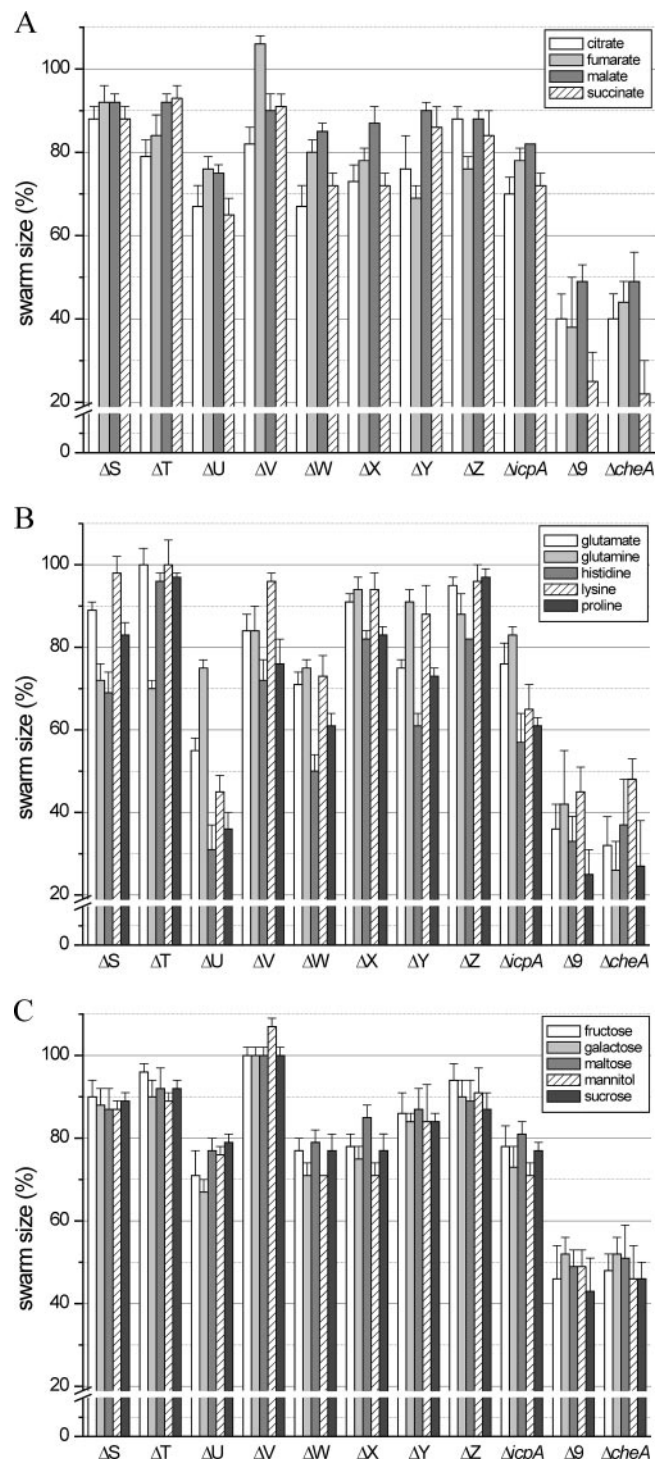 A
citrate
fumarate
malate
succinate
swarm size (%)
100
80
60
40
20
0
ΔS ΔT ΔU ΔV ΔW ΔX ΔY ΔZ ΔicpA Δ9 ΔcheA
B
glutamate
glutamine
histidine
lysine
proline
swarm size (%)
100
80
60
40
20
0
ΔS ΔT ΔU ΔV ΔW ΔX ΔY ΔZ ΔicpA Δ9 ΔcheA
C
fructose
galactose
maltose
mannitol
sucrose
swarm size (%)
100
80
60
40
20
0
ΔS ΔT ΔU ΔV ΔW ΔX ΔY ΔZ ΔicpA Δ9 ΔcheA